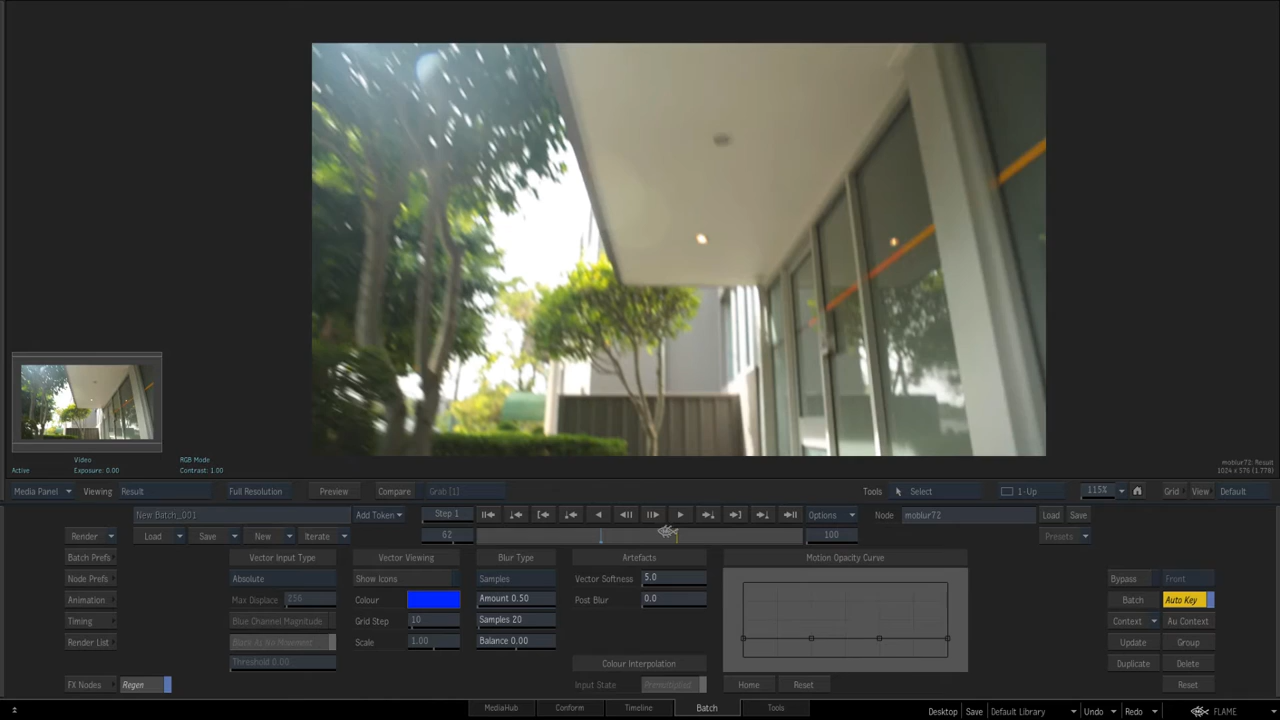 Video
RGB Mode
Active
Exposure: 0.00
Contrast: 1.00
moblur72: Result
1024 x 576 (1.778)
Media Panel
Viewing
Result
Full Resolution
Preview
Compare
Grab [1]
Tools
Select
1-Up
115%
Grid
View
Default
New Batch_001
Add Token
Step 1
Options
Node
moblur72
Load
Save
Render
Load
Save
New
Iterate
62
100
Presets
Batch Prefs
Vector Input Type
Vector Viewing
Blur Type
Artefacts
Motion Opacity Curve
Node Prefs
Absolute
Show Icons
Samples
Vector Softness
5.0
Bypass
Front
Animation
Max Displace
256
Colour
Amount 0.50
Post Blur
0.0
Batch
Auto Key
Timing
Blue Channel Magnitude
Grid Step
10
Samples 20
Context
Au Context
Render List
Black As No Movement
Scale
1.00
Balance 0.00
Update
Group
Threshold 0.00
Colour Interpolation
Duplicate
Delete
FX Nodes
Regen
Input State
Premultiplied
Home
Reset
Reset
MediaHub
Conform
Timeline
Batch
Tools
Desktop
Save
Default Library
Undo
Redo
FLAME